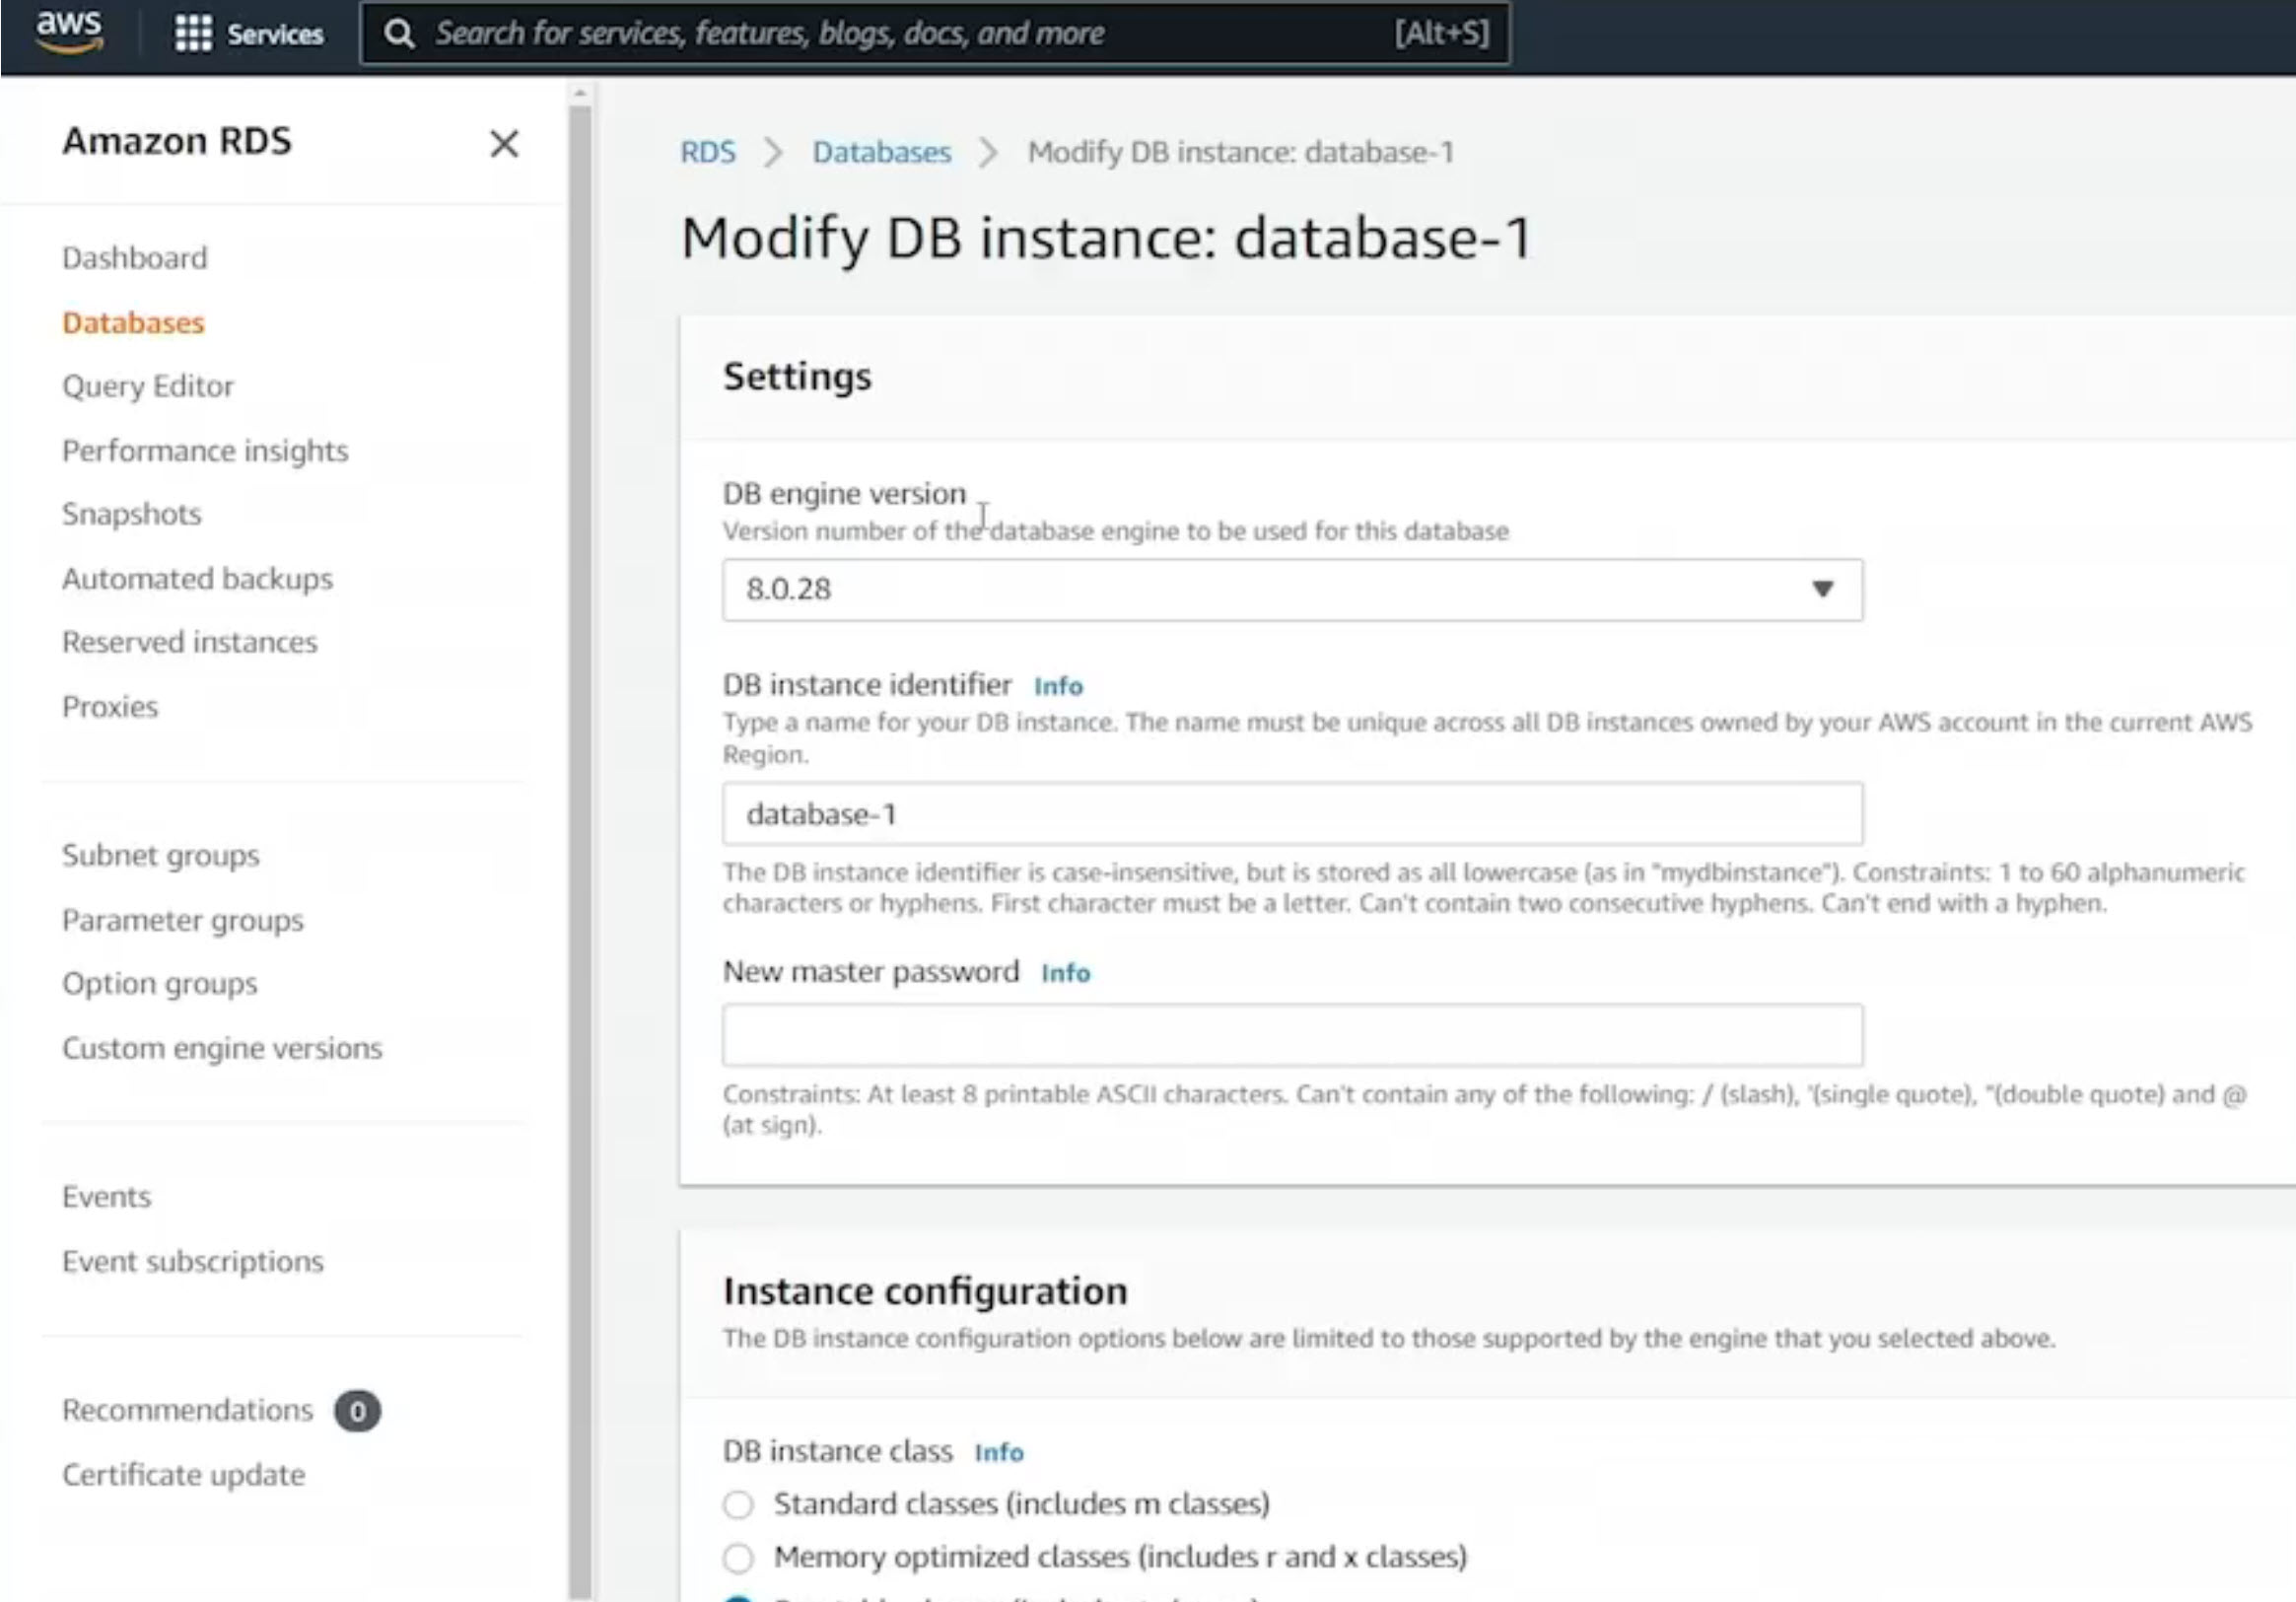 aws
Services
Search for services, features, blogs, docs, and more
[Alt+S]
Amazon RDS
Dashboard
Databases
Query Editor
Performance insights
Snapshots
Automated backups
Reserved instances
Proxies
Subnet groups
Parameter groups
Option groups
Custom engine versions
Events
Event subscriptions
Recommendations 0
Certificate update
RDS > Databases > Modify DB instance: database-1
Modify DB instance: database-1
Settings
DB engine version
Version number of the database engine to be used for this database
8.0.28
DB instance identifier Info
Type a name for your DB instance. The name must be unique across all DB instances owned by your AWS account in the current AWS
Region.
database-1
The DB instance identifier is case-insensitive, but is stored as all lowercase (as in "mydbinstance"). Constraints: 1 to 60 alphanumeric
characters or hyphens. First character must be a letter. Can't contain two consecutive hyphens. Can't end with a hyphen.
New master password Info
Constraints: At least 8 printable ASCII characters. Can't contain any of the following: / (slash), '(single quote), "(double quote) and @
(at sign).
Instance configuration
The DB instance configuration options below are limited to those supported by the engine that you selected above.
DB instance class Info
Standard classes (includes m classes)
Memory optimized classes (includes r and x classes)